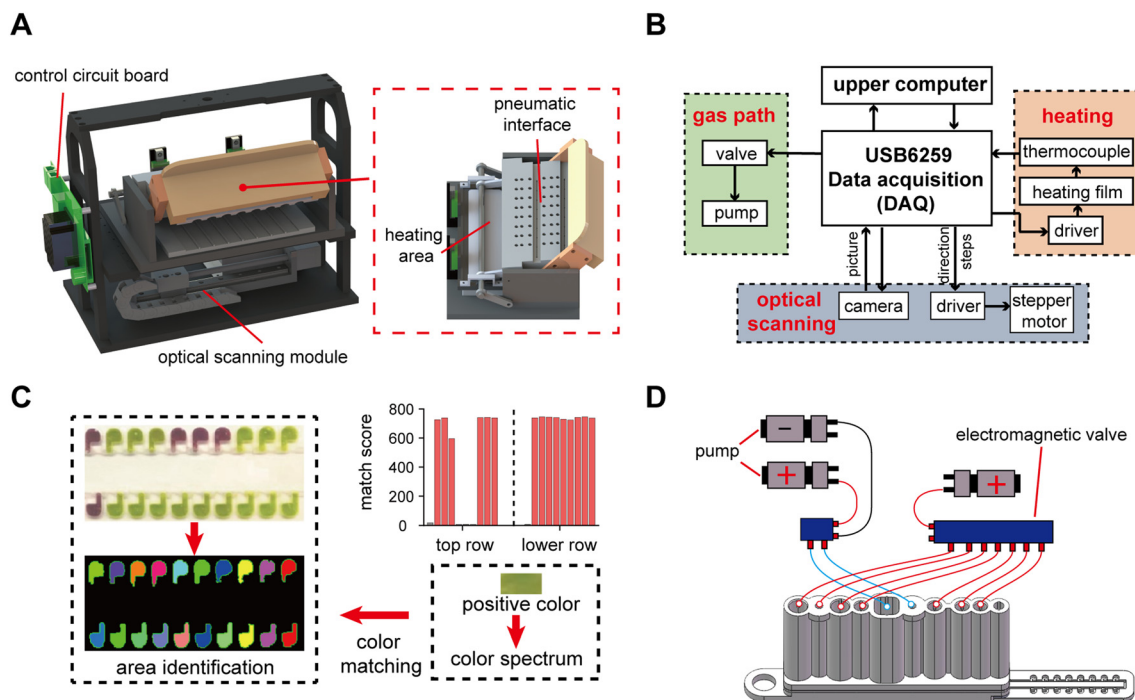 A
control circuit board
pneumatic
interface
heating
area
optical scanning module
B
upper computer
gas path
heating
valve
pump
USB6259
Data acquisition
(DAQ)
thermocouple
heating film
driver
picture
direction
steps
optical
scanning
camera
driver
stepper
motor
C
area identification
color
matching
match score
800
600
400
200
0
top row
lower row
positive color
color spectrum
D
pump
−
+
+
electromagnetic valve